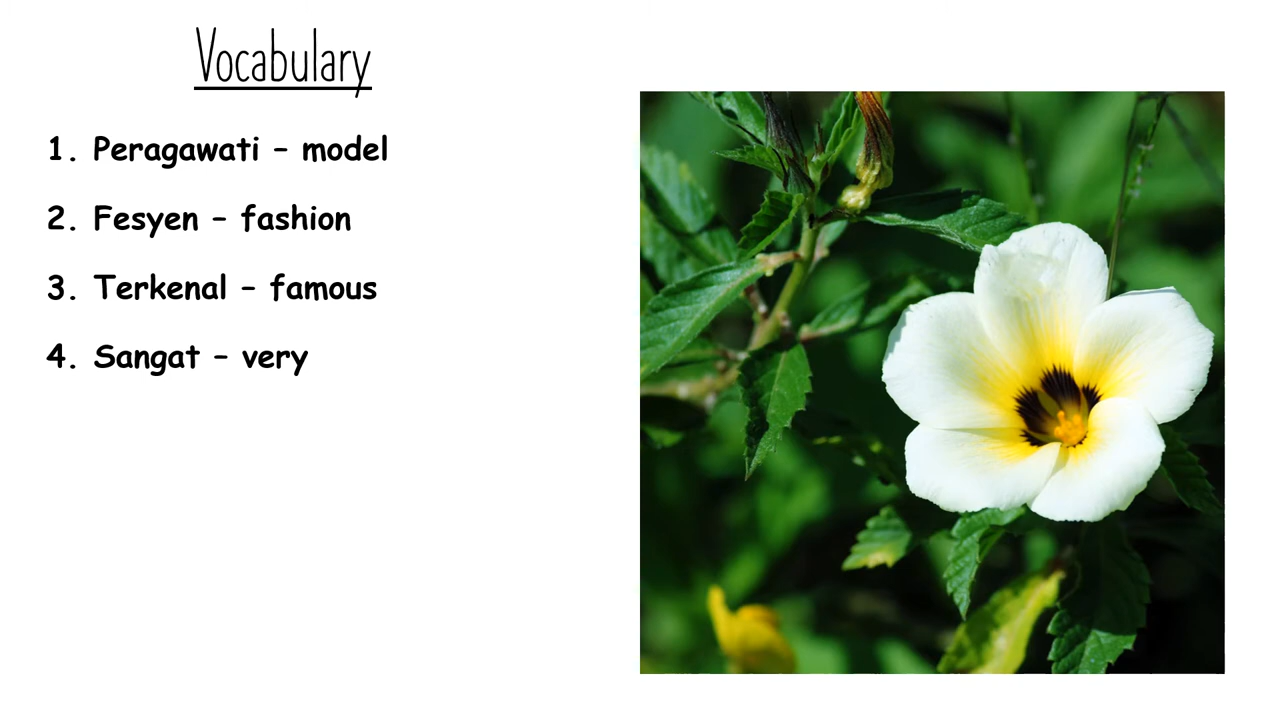 Vocabulary
1. Peragawati – model
2. Fesyen – fashion
3. Terkenal – famous
4. Sangat – very